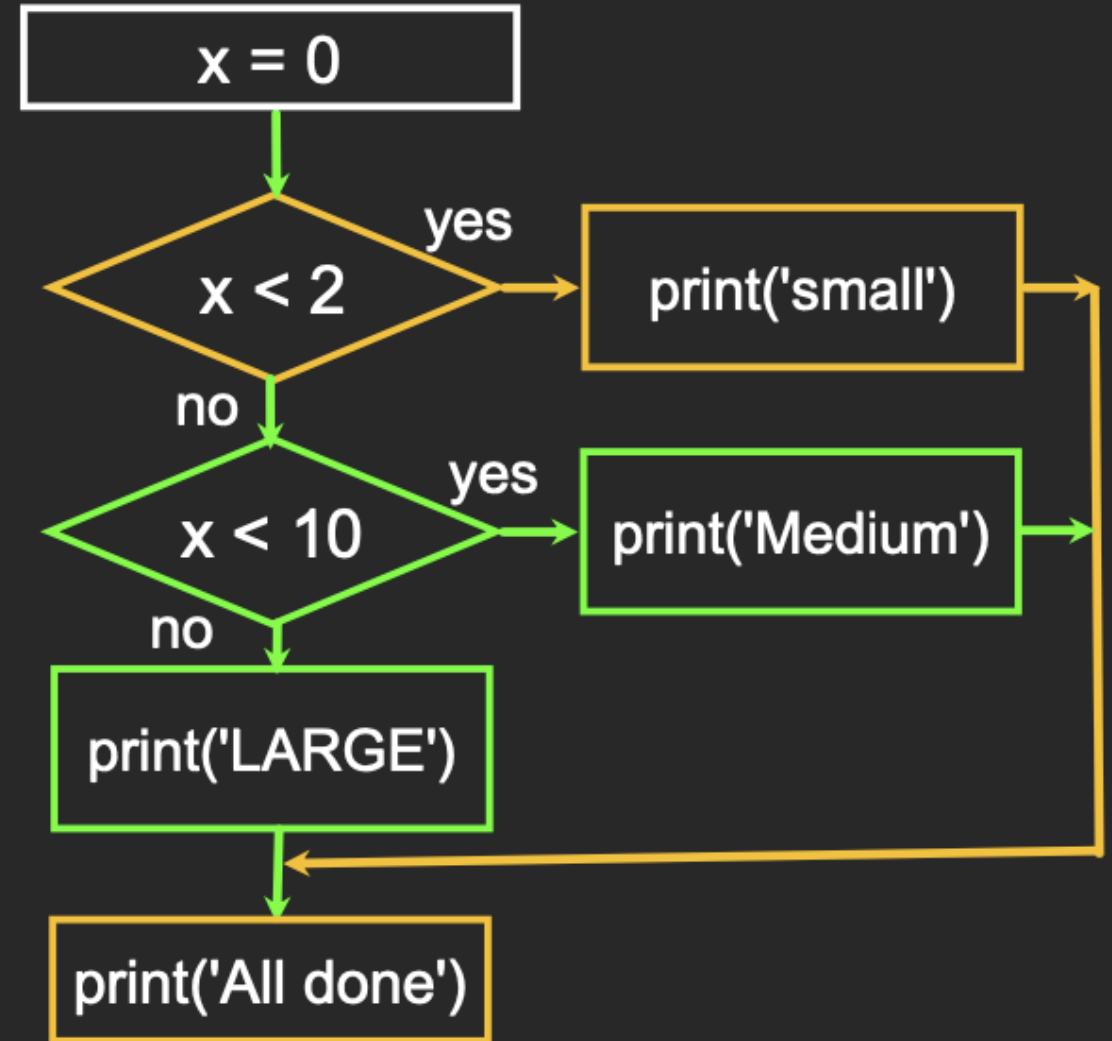 x = 0
yes
x < 2
print('small')
no
yes
x < 10
print('Medium')
no
print('LARGE')
print('All done')